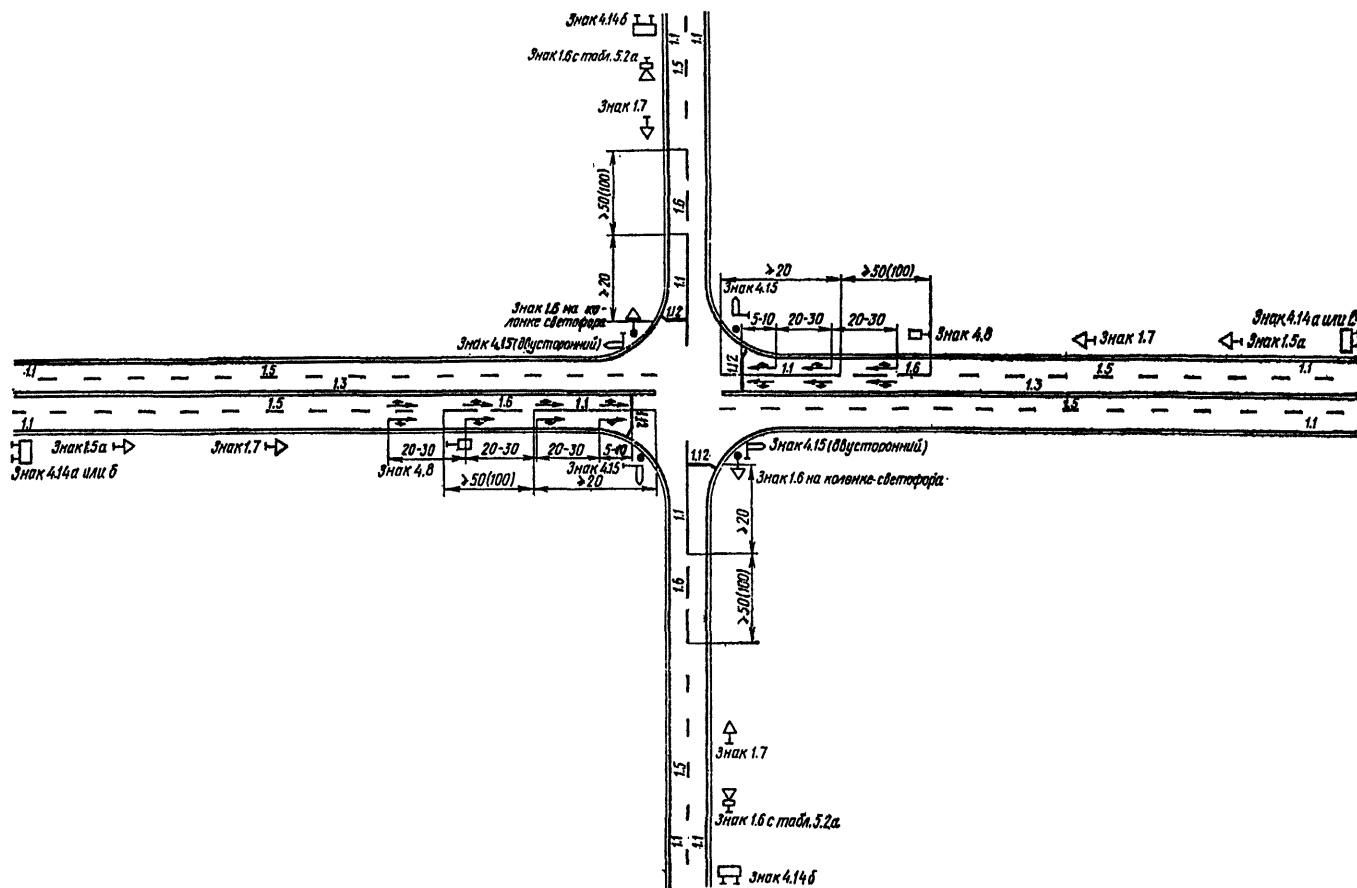 Знак 4.14б
1.1
1.1
Знак 1.6 с табл. 5.2а
1.5
Знак 1.7
≥50(100)
1.6
≥20
1.1
≥20
≥50(100)
Знак 4.15
Знак 1.6 на ко-
лонке светофора
1.12
5-10
20-30
20-30
Знак 4.8
Знак 4.14а или б
Знак 4.15 (двусторонний)
Знак 1.7
Знак 1.5а
1.1
1.5
1.12
1.1
1.6
1.5
1.1
1.3
1.3
1.5
1.6
1.1
1.12
1.5
1.1
1.1
Знак 1.5а
Знак 1.7
20-30
20-30
20-30
5-10
Знак 4.15 (двусторонний)
Знак 4.14а или б
Знак 4.8
Знак 4.15
1.12
Знак 1.6 на колонке светофора
≥50(100)
≥20
1.1
≥20
1.6
≥50(100)
Знак 1.7
1.5
Знак 1.6 с табл. 5.2а
1.1
1.1
Знак 4.14б